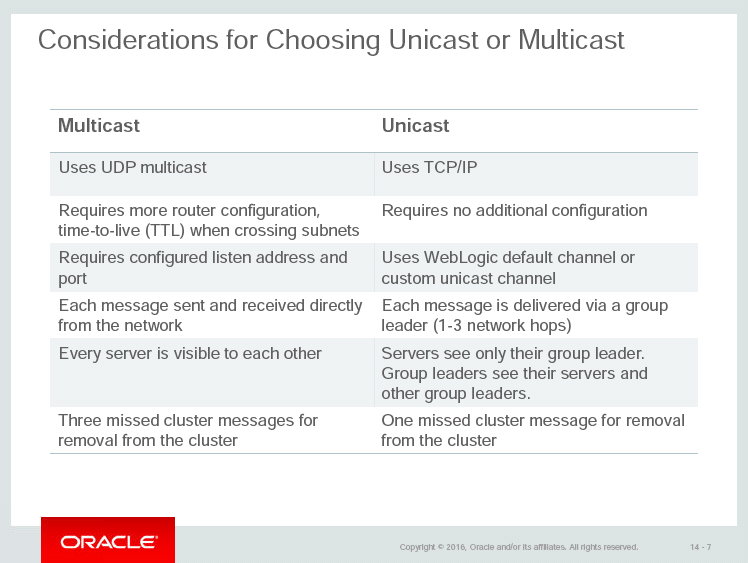 Considerations for Choosing Unicast or Multicast
Multicast
Unicast
Uses UDP multicast
Uses TCP/IP
Requires more router configuration,
time-to-live (TTL) when crossing subnets
Requires no additional configuration
Requires configured listen address and
port
Uses WebLogic default channel or
custom unicast channel
Each message sent and received directly
from the network
Each message is delivered via a group
leader (1-3 network hops)
Every server is visible to each other
Servers see only their group leader.
Group leaders see their servers and
other group leaders.
Three missed cluster messages for
removal from the cluster
One missed cluster message for removal
from the cluster
ORACLE®
Copyright © 2016, Oracle and/or its affiliates. All rights reserved.
14 - 7